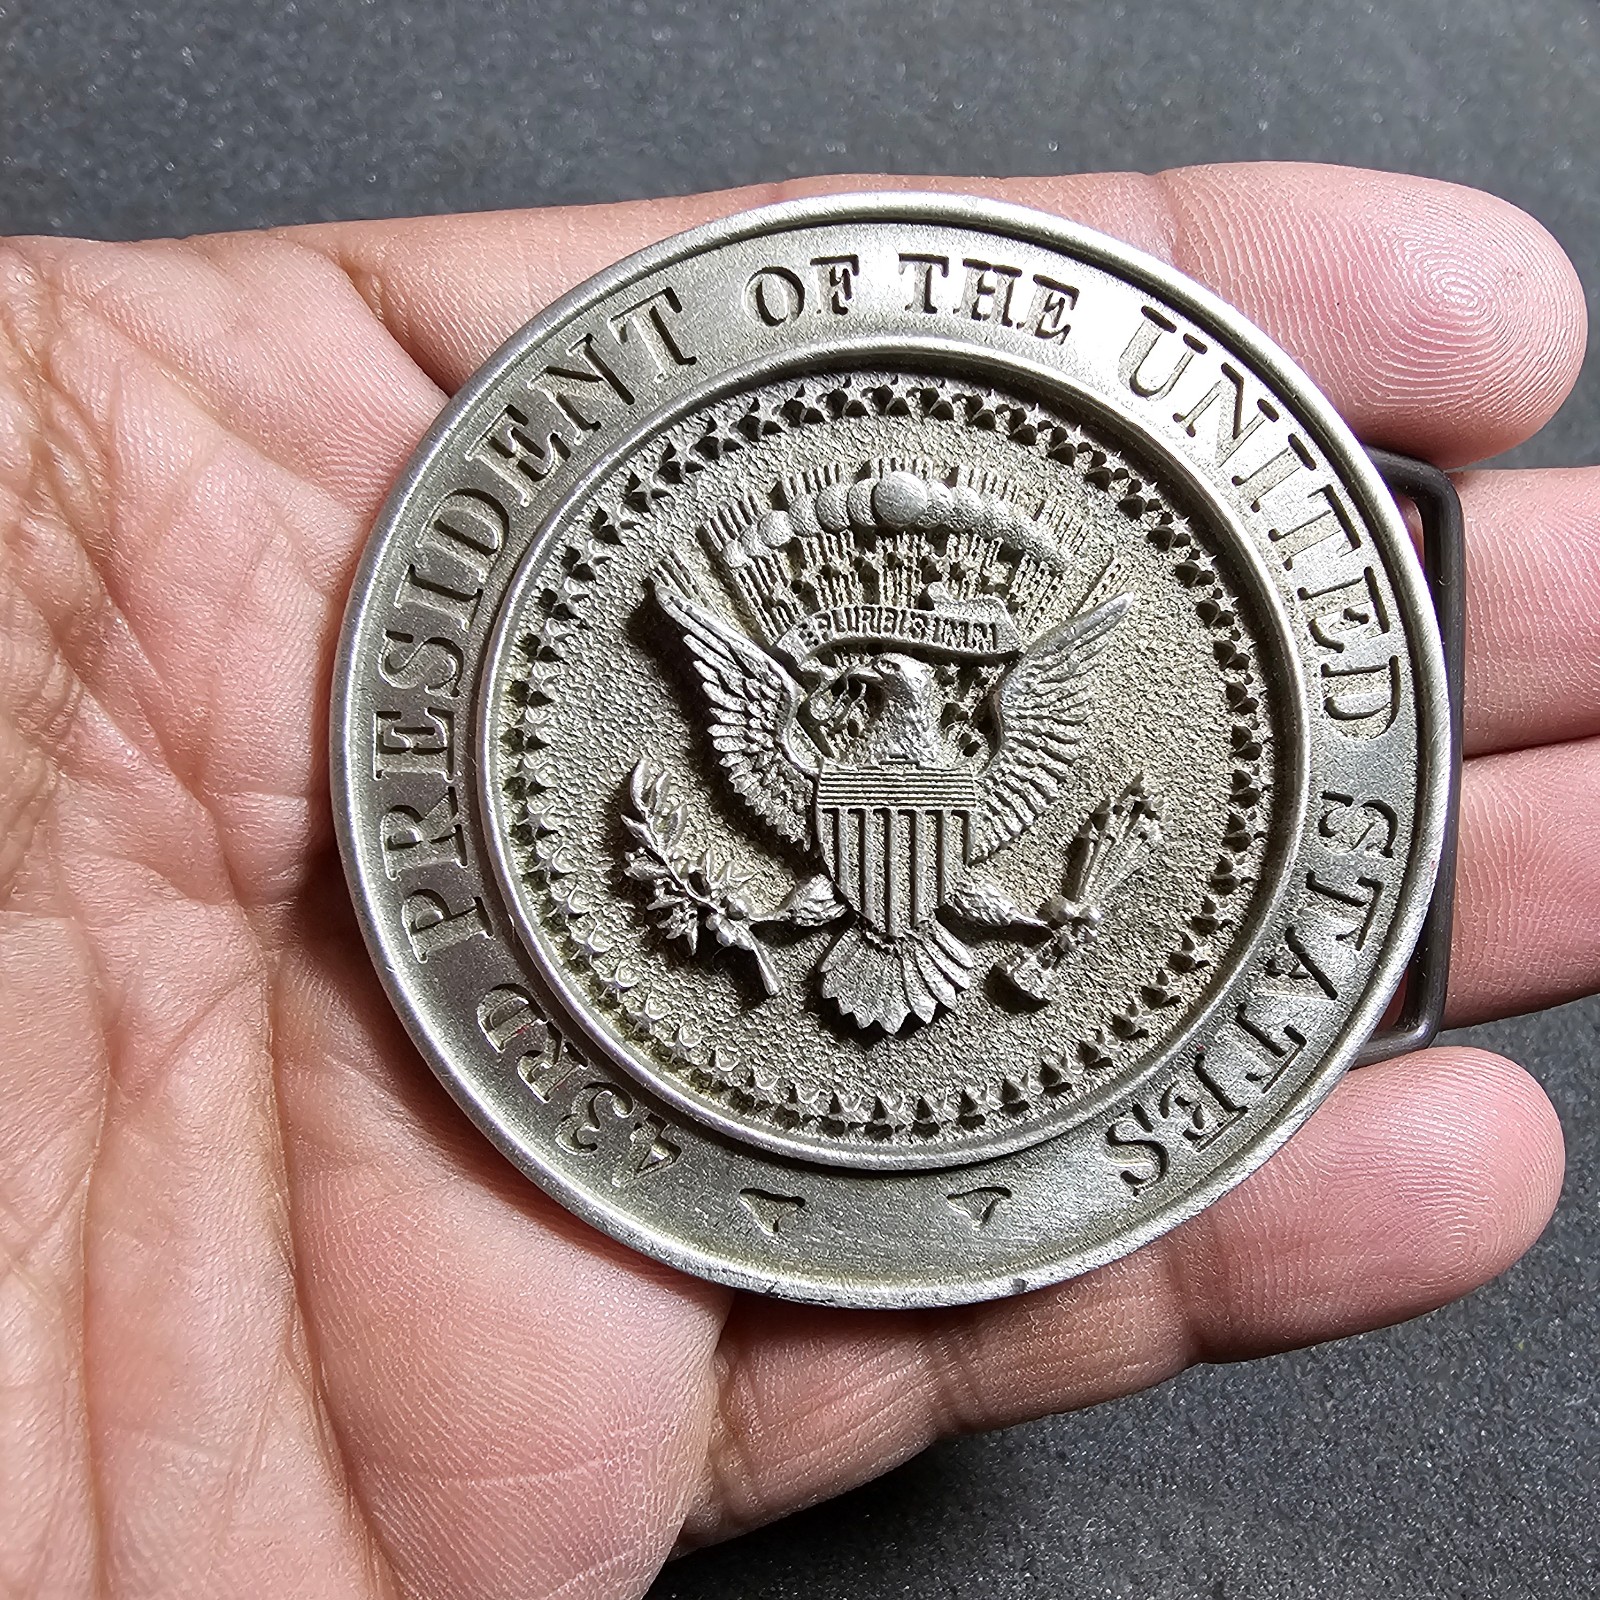 43RD PRESIDENT OF THE UNITED STATES
E PLURIBUS UNUM